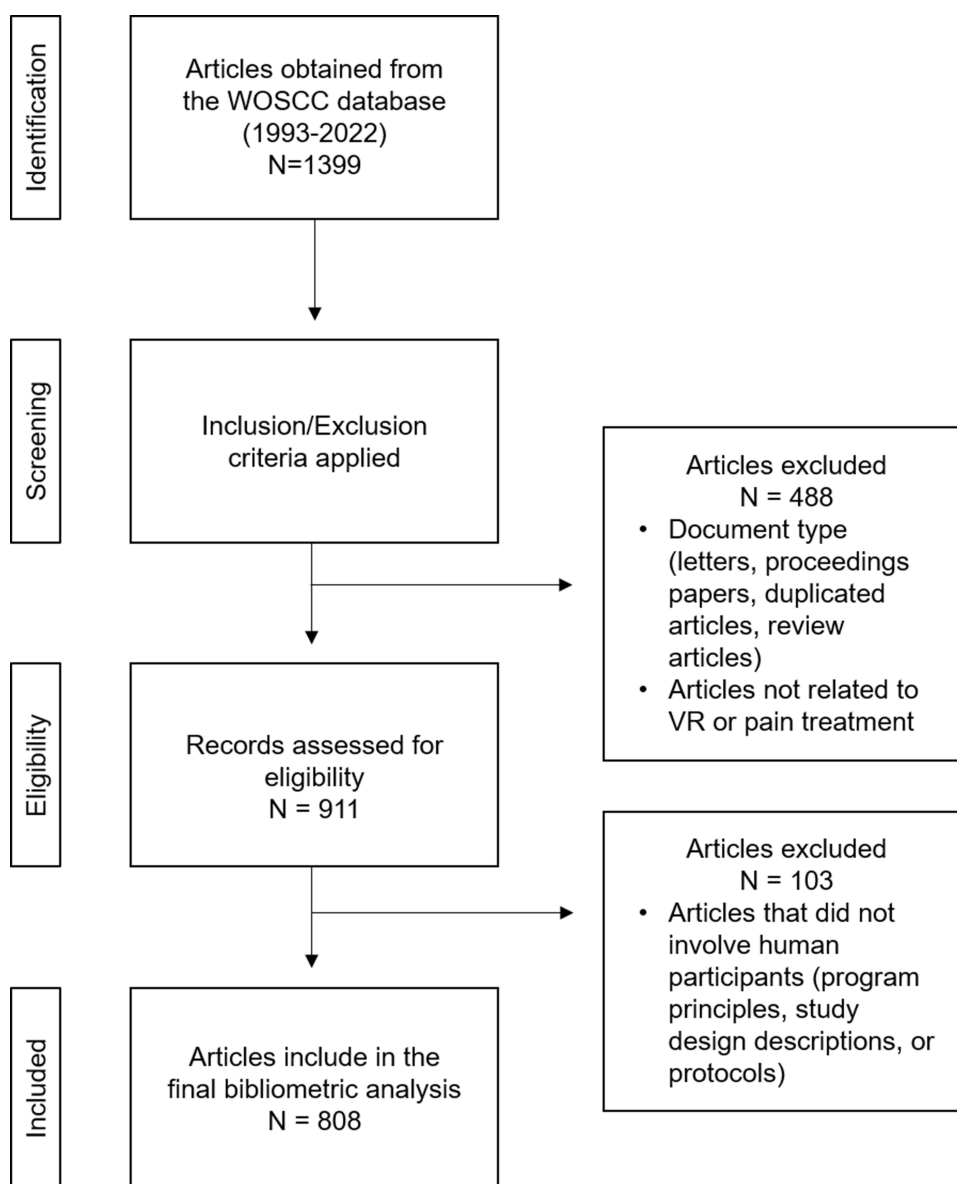 Identification
Articles obtained from
the WOSCC database
(1993-2022)
N=1399
Screening
Inclusion/Exclusion
criteria applied
Articles excluded
N = 488
• Document type
(letters, proceedings
papers, duplicated
articles, review
articles)
• Articles not related to
VR or pain treatment
Eligibility
Records assessed for
eligibility
N = 911
Articles excluded
N = 103
• Articles that did not
involve human
participants (program
principles, study
design descriptions, or
protocols)
Included
Articles include in the
final bibliometric analysis
N = 808